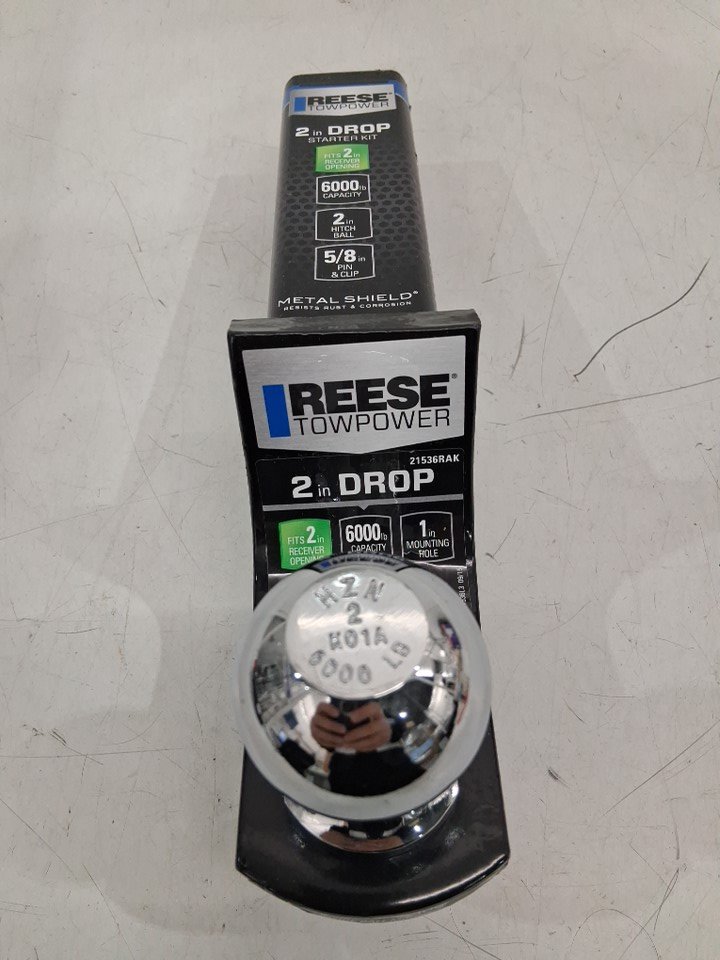 REESE®
TOWPOWER
2 in DROP
STARTER KIT
FITS 2 in
RECEIVER
OPENING
6000 lb
CAPACITY
2 in
HITCH
BALL
5/8 in
PIN
& CLIP
METAL SHIELD®
RESISTS RUST & CORROSION
REESE®
TOWPOWER
21536RAK
2 in DROP
FITS 2 in
RECEIVER
OPENING
6000 lb
CAPACITY
1 in
MOUNTING
HOLE
HZN
2
H01A
6000 LB